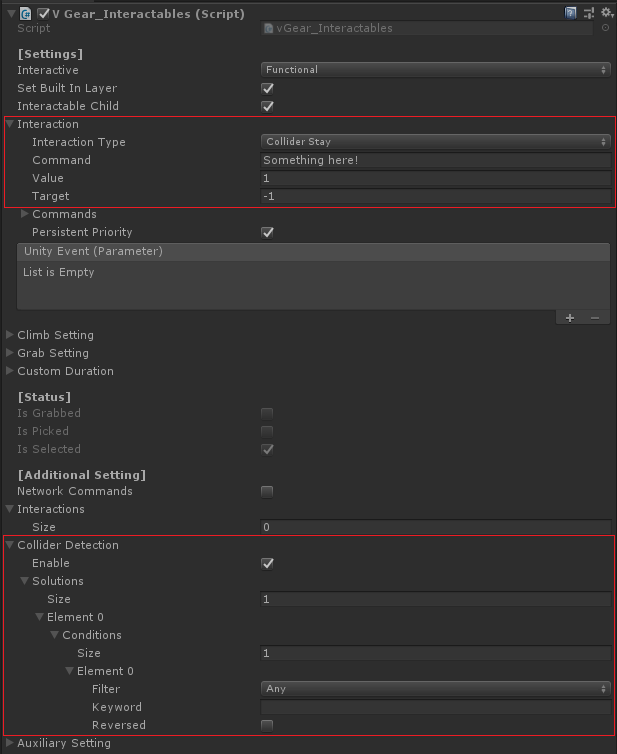 V Gear_Interactables (Script)
Script vGear_Interactables
[Settings]
Interactive Functional
Set Built In Layer
Interactable Child
Interaction
Interaction Type Collider Stay
Command Something here!
Value 1
Target -1
Commands
Persistent Priority
Unity Event (Parameter)
List is Empty
+ −
Climb Setting
Grab Setting
Custom Duration
[Status]
Is Grabbed
Is Picked
Is Selected
[Additional Setting]
Network Commands
Interactions
Size 0
Collider Detection
Enable
Solutions
Size 1
Element 0
Conditions
Size 1
Element 0
Filter Any
Keyword
Reversed
Auxiliary Setting